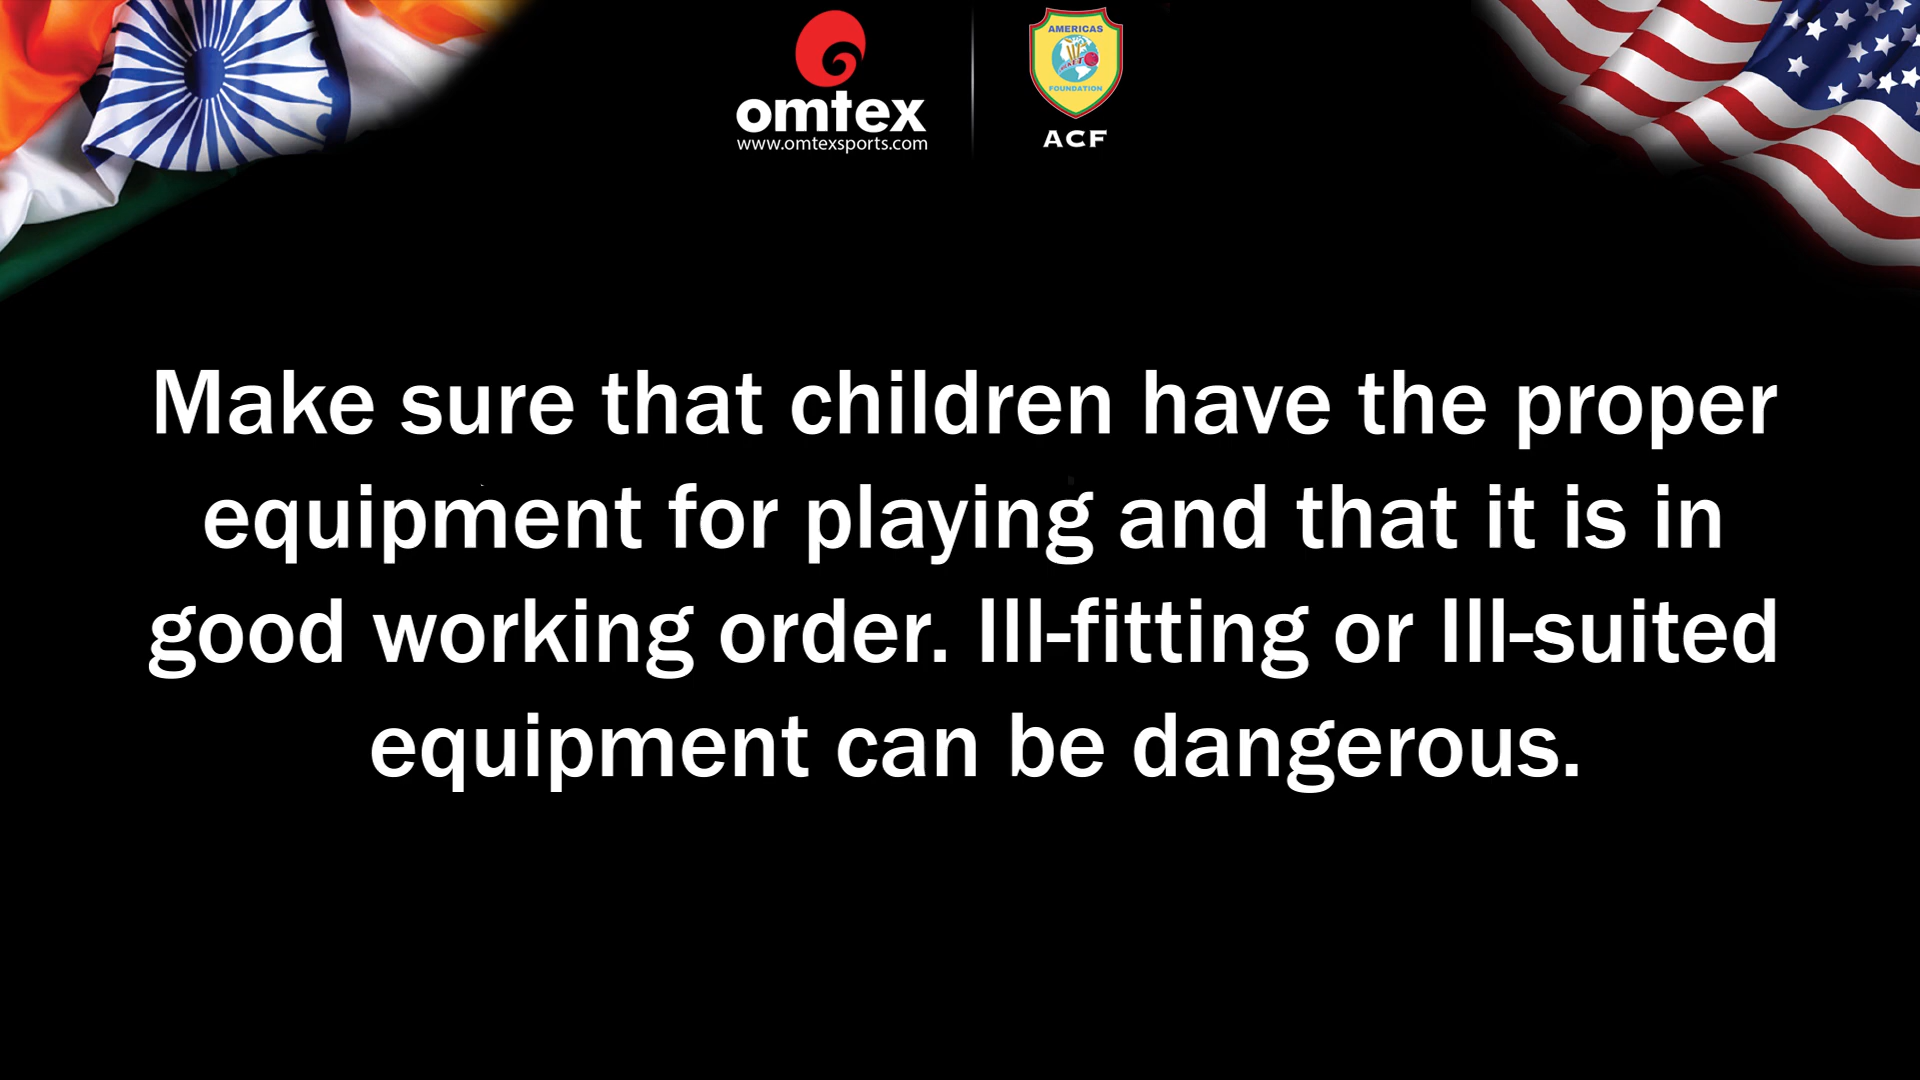 omtex
www.omtexsports.com
AMERICAS
FOUNDATION
ACF
Make sure that children have the proper
equipment for playing and that it is in
good working order. Ill-fitting or Ill-suited
equipment can be dangerous.